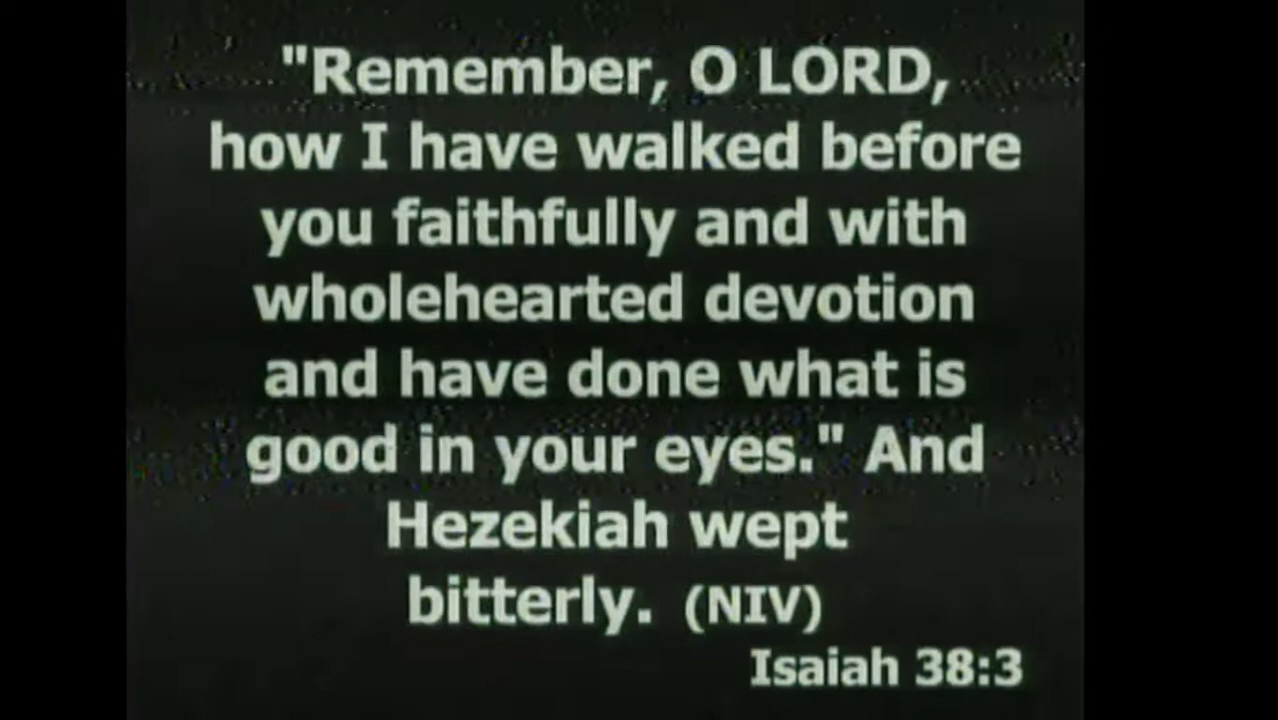 "Remember, O LORD,
how I have walked before
you faithfully and with
wholehearted devotion
and have done what is
good in your eyes." And
Hezekiah wept
bitterly. (NIV)
Isaiah 38:3